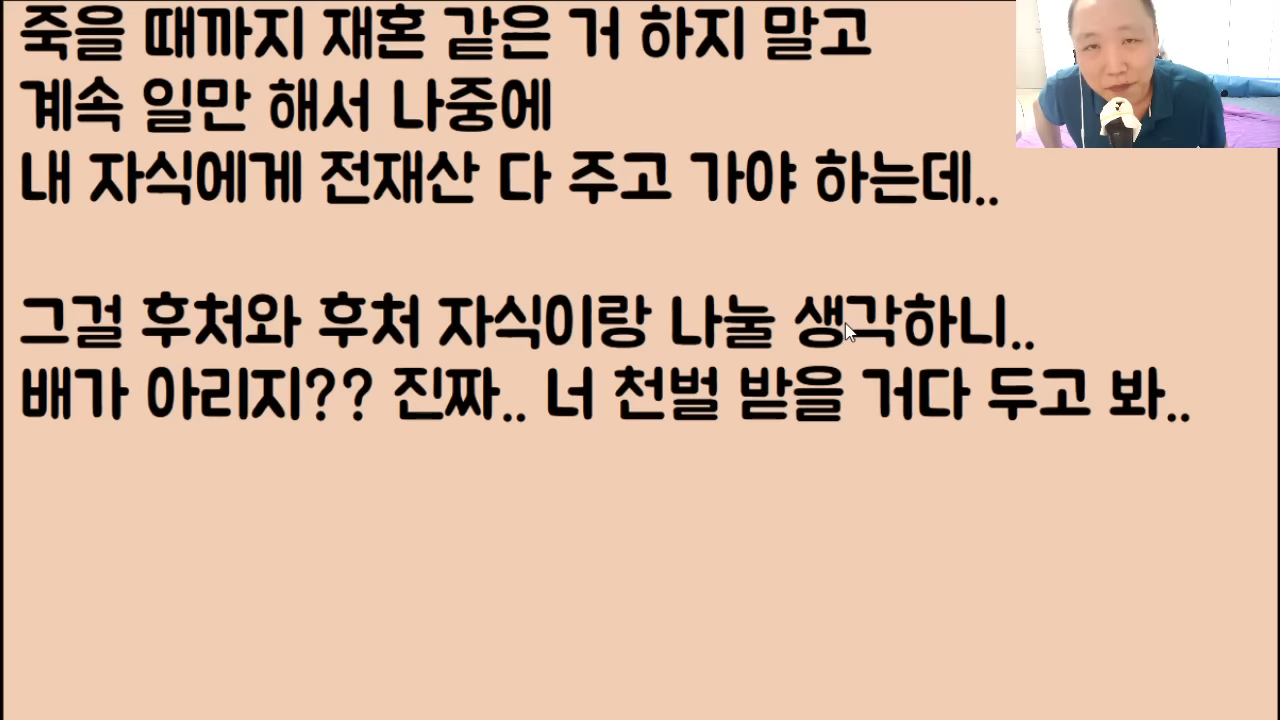 죽을 때까지 재혼 같은 거 하지 말고
계속 일만 해서 나중에
내 자식에게 전재산 다 주고 가야 하는데..
그걸 후처와 후처 자식이랑 나눌 생각하니..
배가 아리지?? 진짜.. 너 천벌 받을 거다 두고 봐..